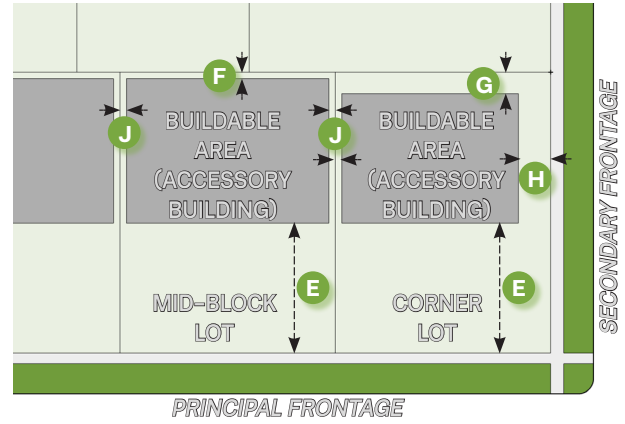 F
G
J
BUILDABLE
AREA
(ACCESSORY
BUILDING)
J
BUILDABLE
AREA
(ACCESSORY
BUILDING)
H
E
E
MID–BLOCK
LOT
CORNER
LOT
SECONDARY FRONTAGE
PRINCIPAL FRONTAGE